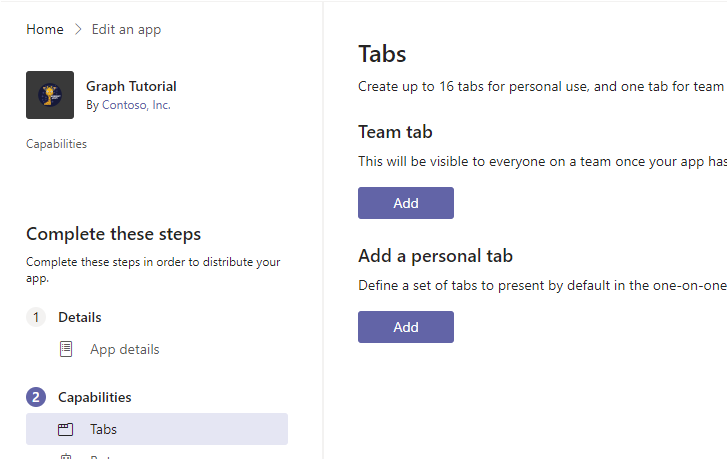 Home > Edit an app
Graph Tutorial
By Contoso, Inc.
Capabilities
Complete these steps
Complete these steps in order to distribute your
app.
1 Details
App details
2 Capabilities
Tabs
Tabs
Create up to 16 tabs for personal use, and one tab for team
Team tab
This will be visible to everyone on a team once your app has
Add
Add a personal tab
Define a set of tabs to present by default in the one-on-one
Add